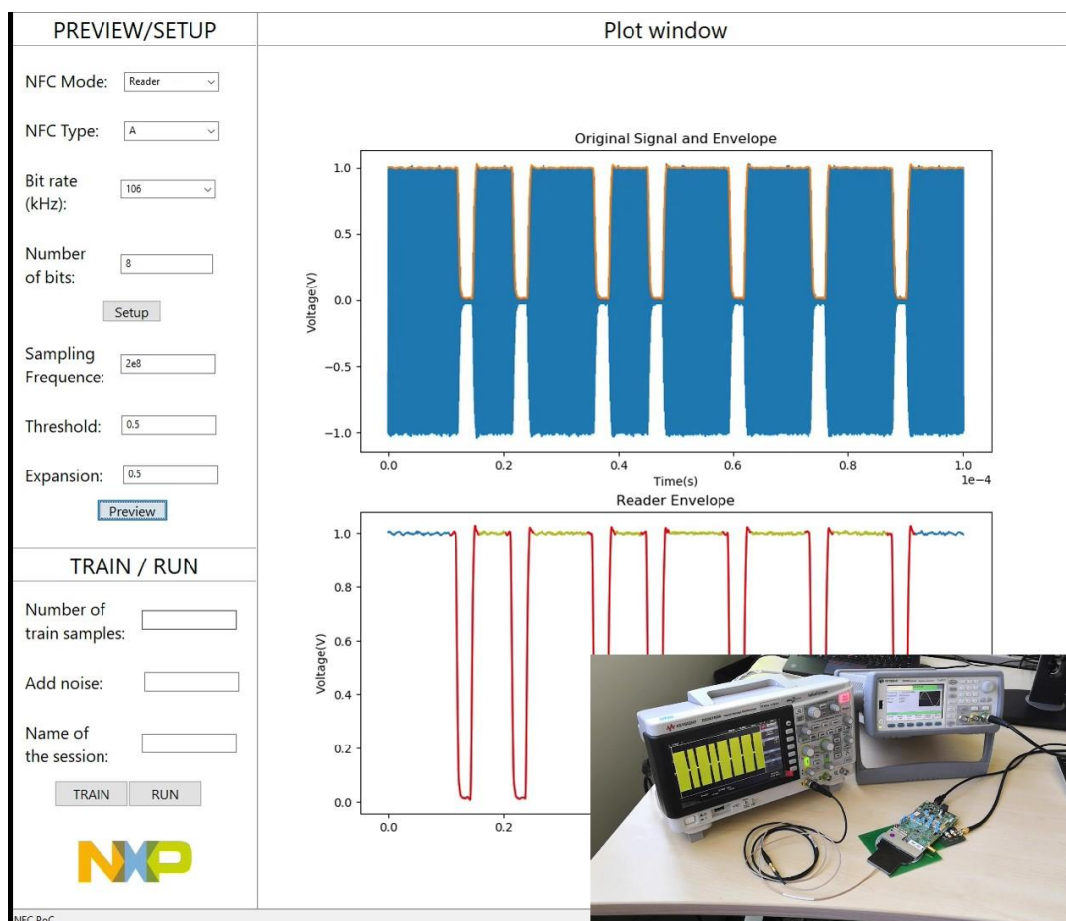 PREVIEW/SETUP
NFC Mode:
Reader
NFC Type:
A
Bit rate
(kHz):
106
Number
of bits:
8
Setup
Sampling
Frequence:
2e8
Threshold:
0.5
Expansion:
0.5
Preview
TRAIN / RUN
Number of
train samples:
Add noise:
Name of
the session:
TRAIN
RUN
NXP
NFC PoC
Plot window
Original Signal and Envelope
1.0
0.5
0.0
−0.5
−1.0
Voltage(V)
0.0 0.2 0.4 0.6 0.8 1.0
Time(s)
1e−4
Reader Envelope
1.0
0.8
0.6
0.4
0.2
0.0
Voltage(V)
0.0 0.2
KEYSIGHT